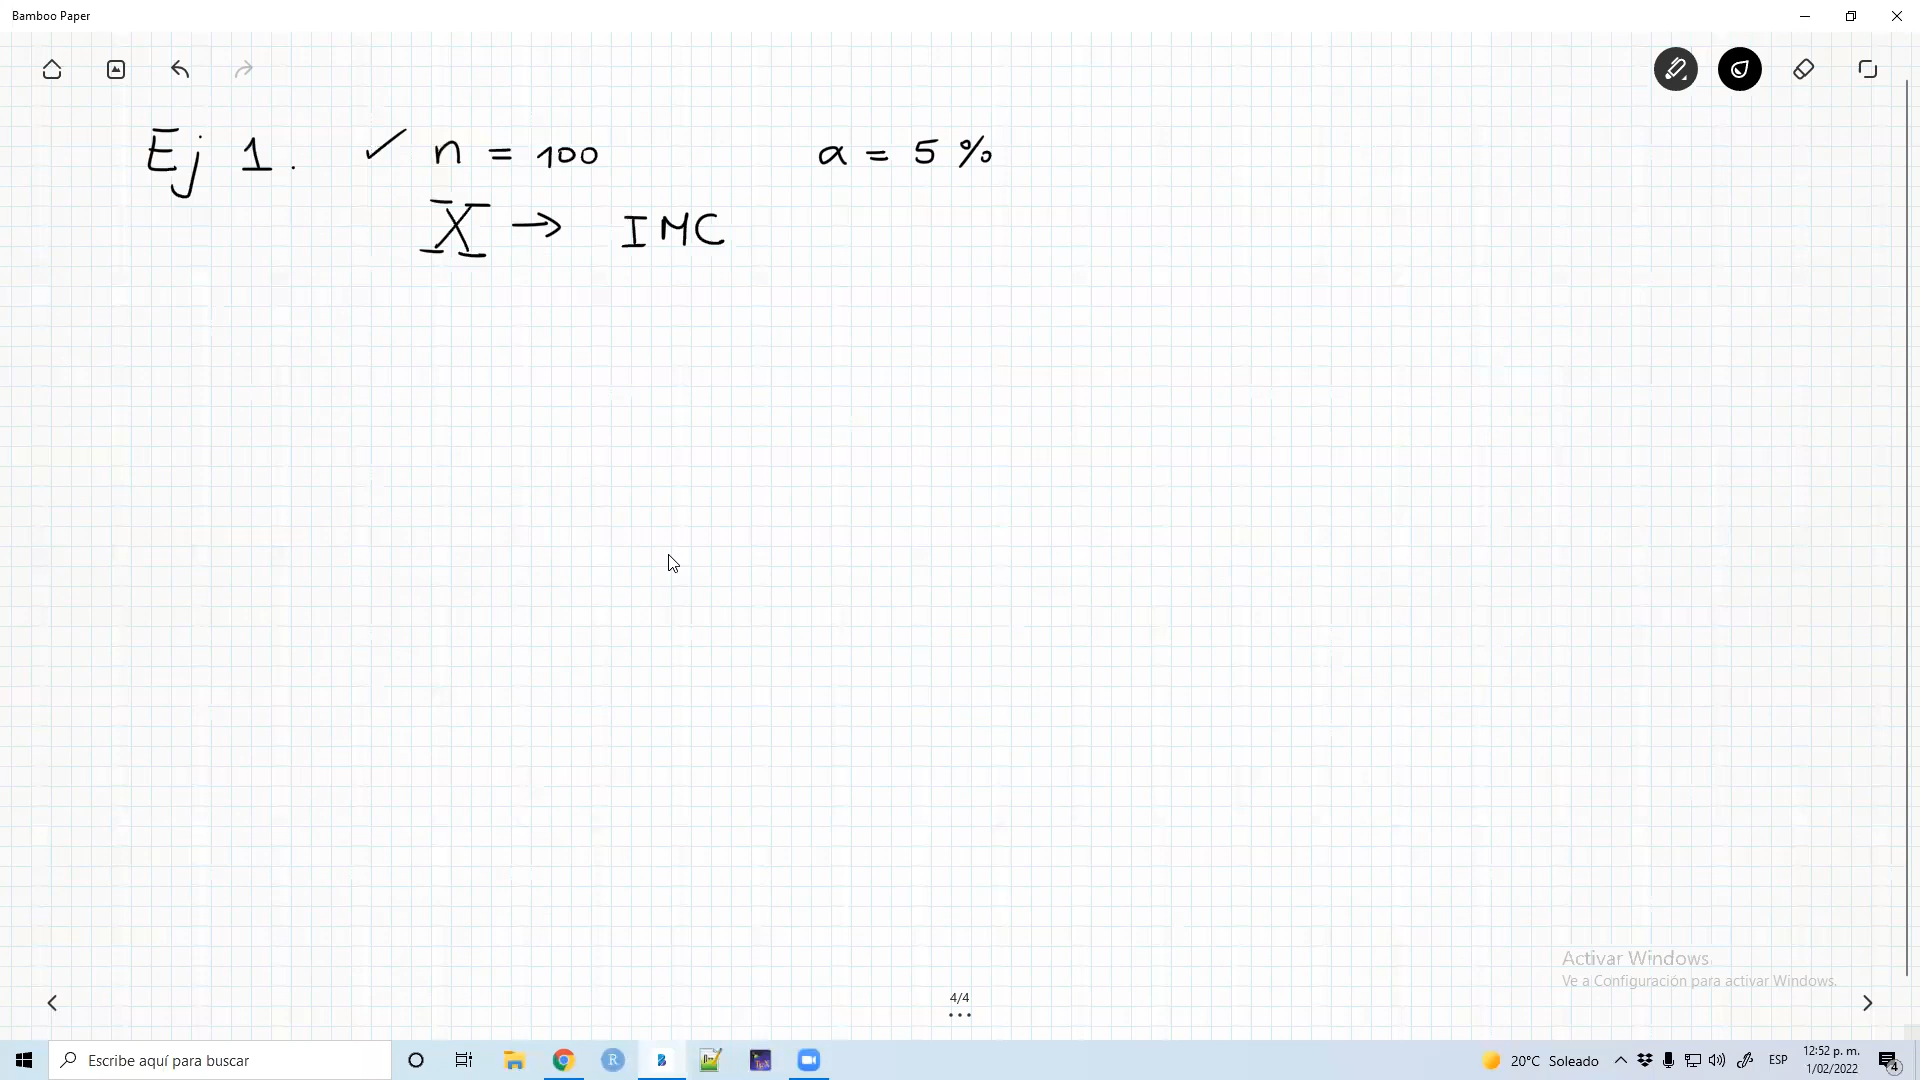 Bamboo Paper
Ej 1. ✓ n = 100 a = 5 %
X → IMC
Activar Windows
Ve a Configuración para activar Windows.
4/4
Escribe aquí para buscar
20°C Soleado
ESP
12:52 p. m.
1/02/2022
4